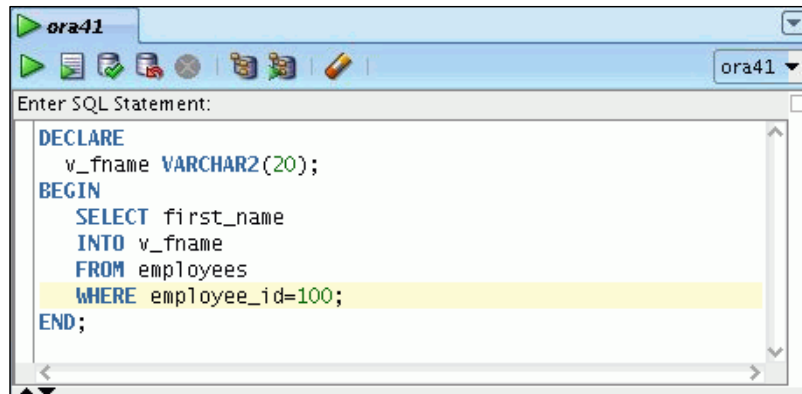 ora41
ora41
Enter SQL Statement:
DECLARE
v_fname VARCHAR2(20);
BEGIN
SELECT first_name
INTO v_fname
FROM employees
WHERE employee_id=100;
END;